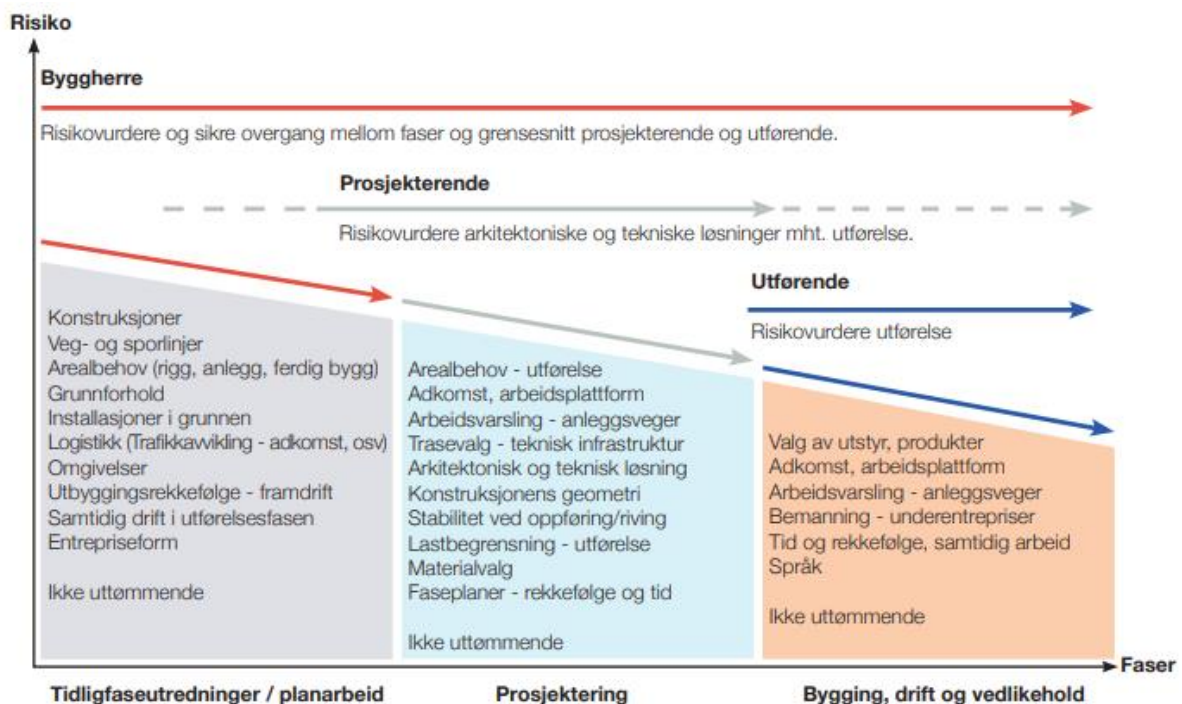 Risiko
Byggherre
Risikovurdere og sikre overgang mellom faser og grensesnitt prosjekterende og utførende.
Prosjekterende
Risikovurdere arkitektoniske og tekniske løsninger mht. utførelse.
Utførende
Risikovurdere utførelse
Konstruksjoner
Veg- og sporlinjer
Arealbehov (rigg, anlegg, ferdig bygg)
Grunnforhold
Installasjoner i grunnen
Logistikk (Trafikkavvikling - adkomst, osv)
Omgivelser
Utbyggingsrekkefølge - framdrift
Samtidig drift i utførelsesfasen
Entrepriseform
Ikke uttømmende
Arealbehov - utførelse
Adkomst, arbeidsplattform
Arbeidsvarsling - anleggsveger
Trasevalg - teknisk infrastruktur
Arkitektonisk og teknisk løsning
Konstruksjonens geometri
Stabilitet ved oppføring/riving
Lastbegrensning - utførelse
Materialvalg
Faseplaner - rekkefølge og tid
Ikke uttømmende
Valg av utstyr, produkter
Adkomst, arbeidsplattform
Arbeidsvarsling - anleggsveger
Bemanning - underentrepriser
Tid og rekkefølge, samtidig arbeid
Språk
Ikke uttømmende
Faser
Tidligfaseutredninger / planarbeid
Prosjektering
Bygging, drift og vedlikehold